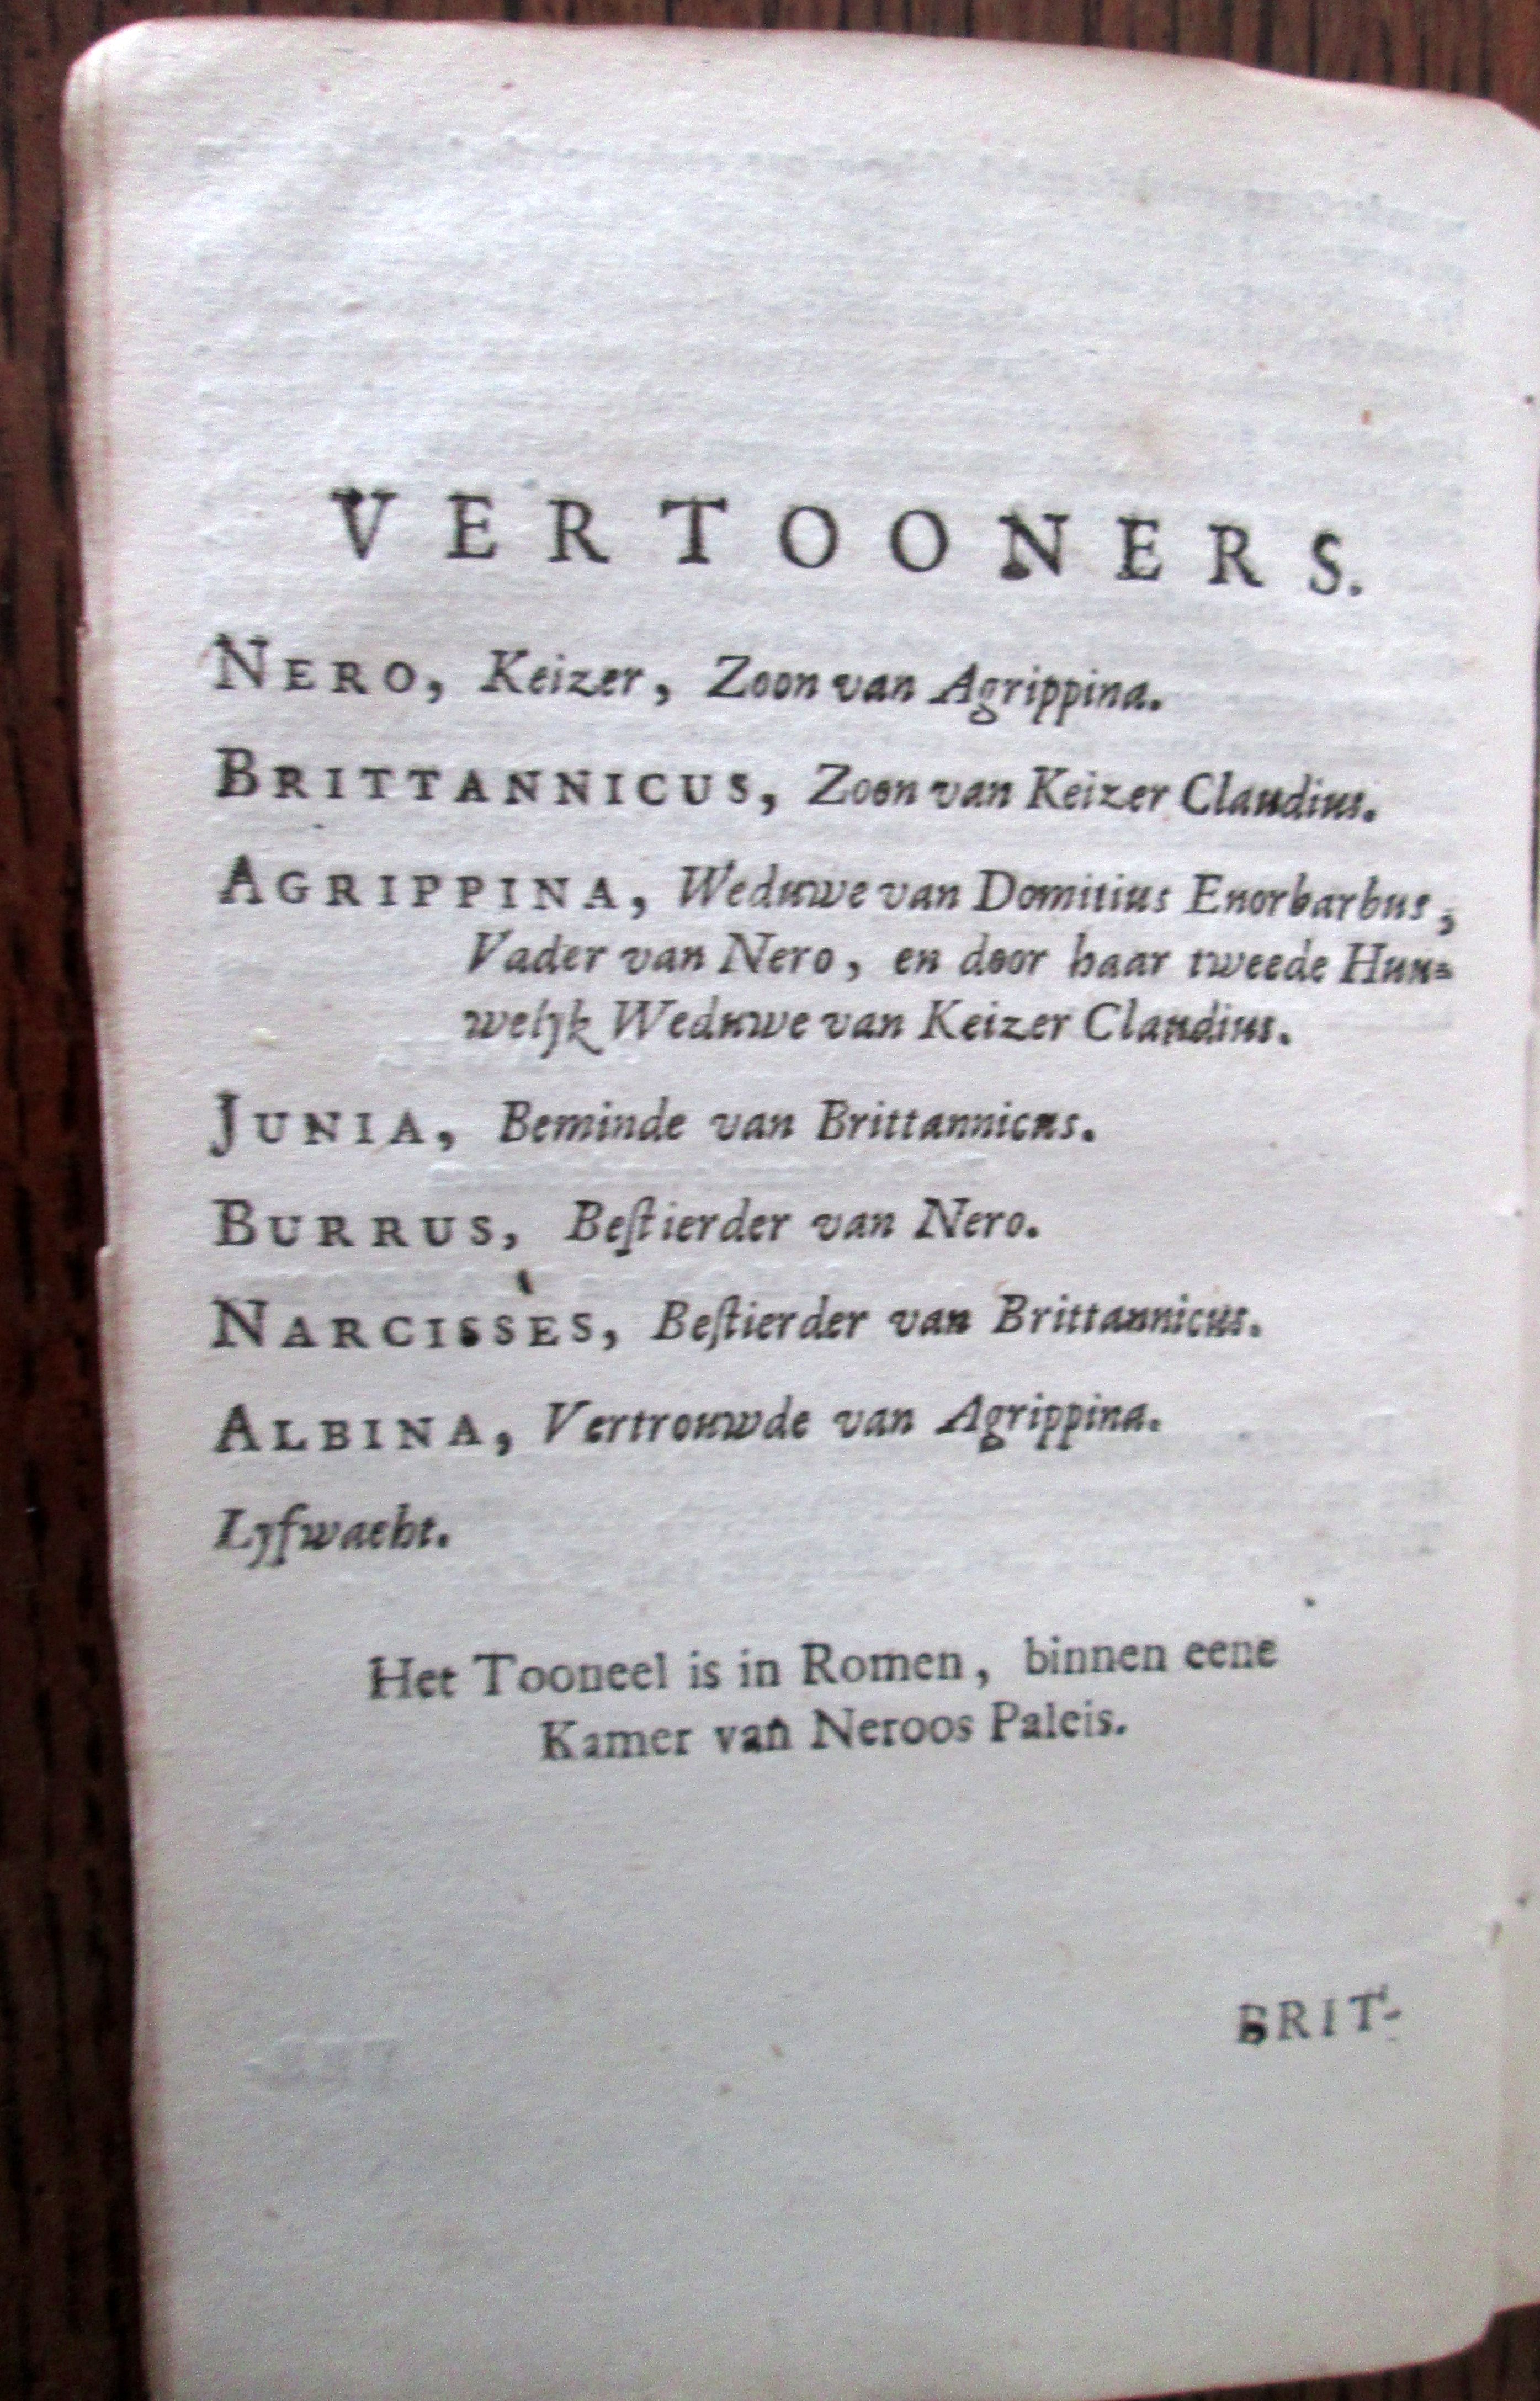 VERTOONERS.
NERO, Keizer, Zoon van Agrippina.
BRITTANNICUS, Zoon van Keizer Claudius.
AGRIPPINA, Weduwe van Domitius Enorbarbus,
Vader van Nero, en door haar tweede Huu-
welyk Weduwe van Keizer Claudius.
JUNIA, Beminde van Brittannicus.
BURRUS, Beſtierder van Nero.
NARCISSES, Beſtierder van Brittannicus.
ALBINA, Vertrouwde van Agrippina.
Lyfwacht.
Het Tooneel is in Romen, binnen eene
Kamer van Neroos Paleis.
BRIT-